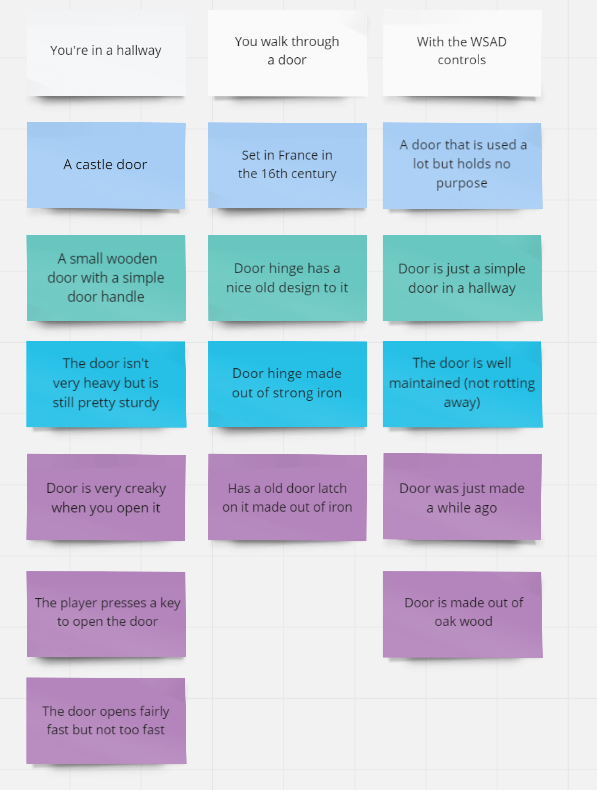 You're in a hallway
You walk through
a door
With the WSAD
controls
A castle door
Set in France in
the 16th century
A door that is used a
lot but holds no
purpose
A small wooden
door with a simple
door handle
Door hinge has a
nice old design to it
Door is just a simple
door in a hallway
The door isn't
very heavy but is
still pretty sturdy
Door hinge made
out of strong iron
The door is well
maintained (not rotting
away)
Door is very creaky
when you open it
Has a old door latch
on it made out of iron
Door was just made
a while ago
The player presses a key
to open the door
Door is made out of
oak wood
The door opens fairly
fast but not too fast